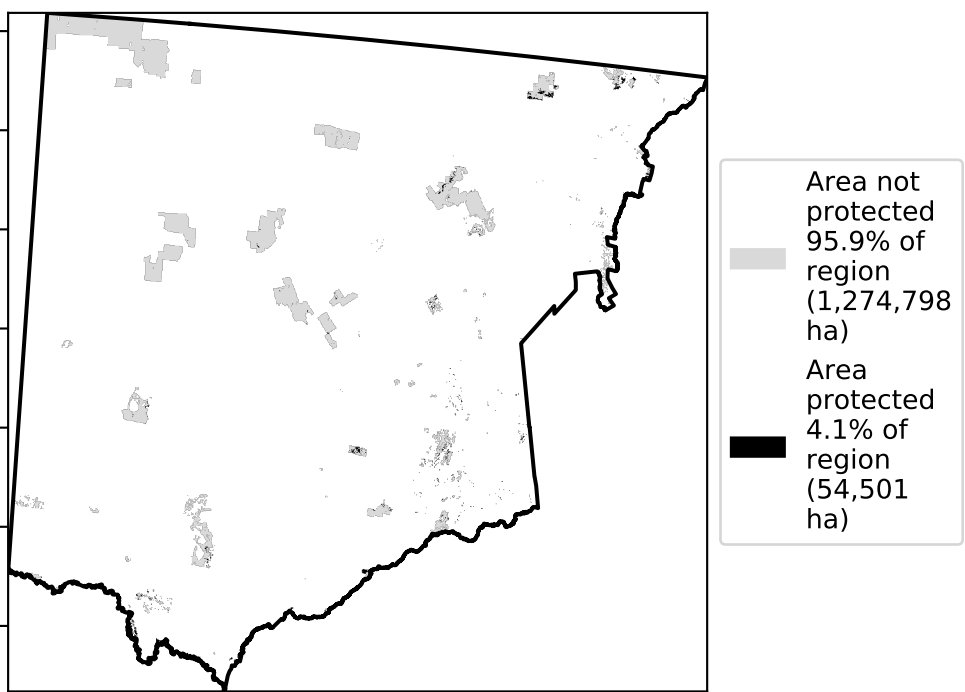 Area not
protected
95.9% of
region
(1,274,798
ha)
Area
protected
4.1% of
region
(54,501
ha)